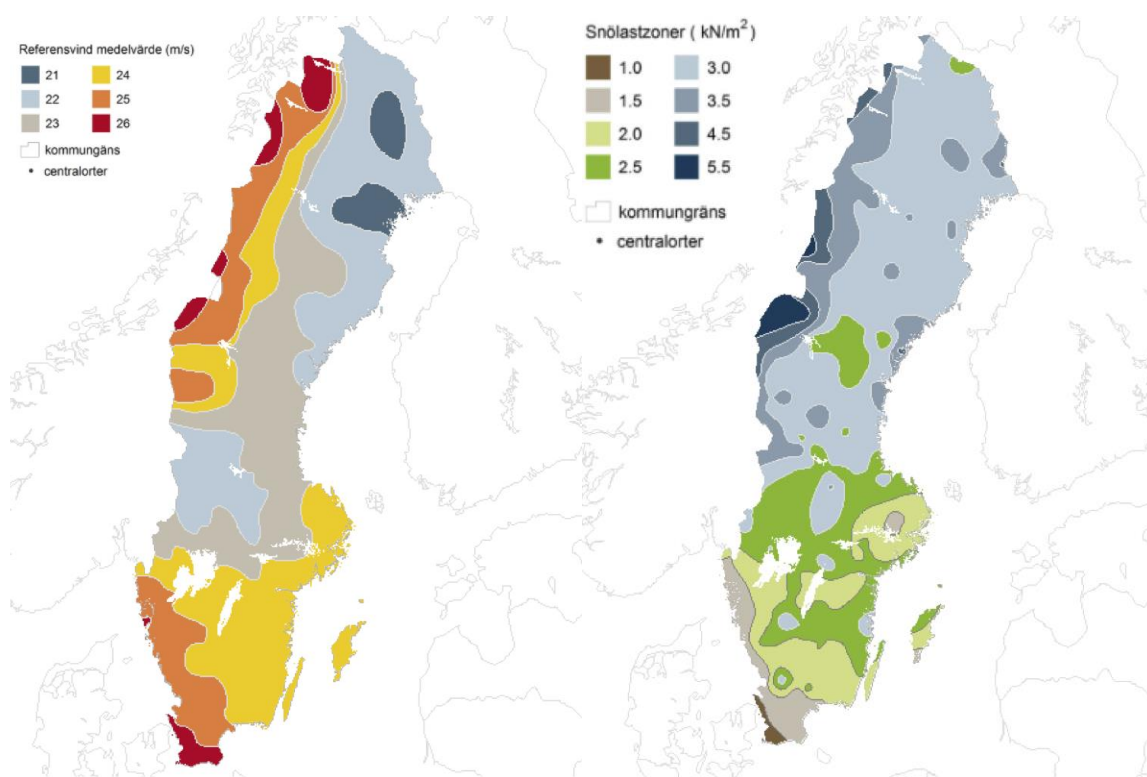 Referensvind medelvärde (m/s)
21 24
22 25
23 26
kommungäns
centralorter
Snölastzoner ( kN/m²)
1.0 3.0
1.5 3.5
2.0 4.5
2.5 5.5
kommungräns
centralorter